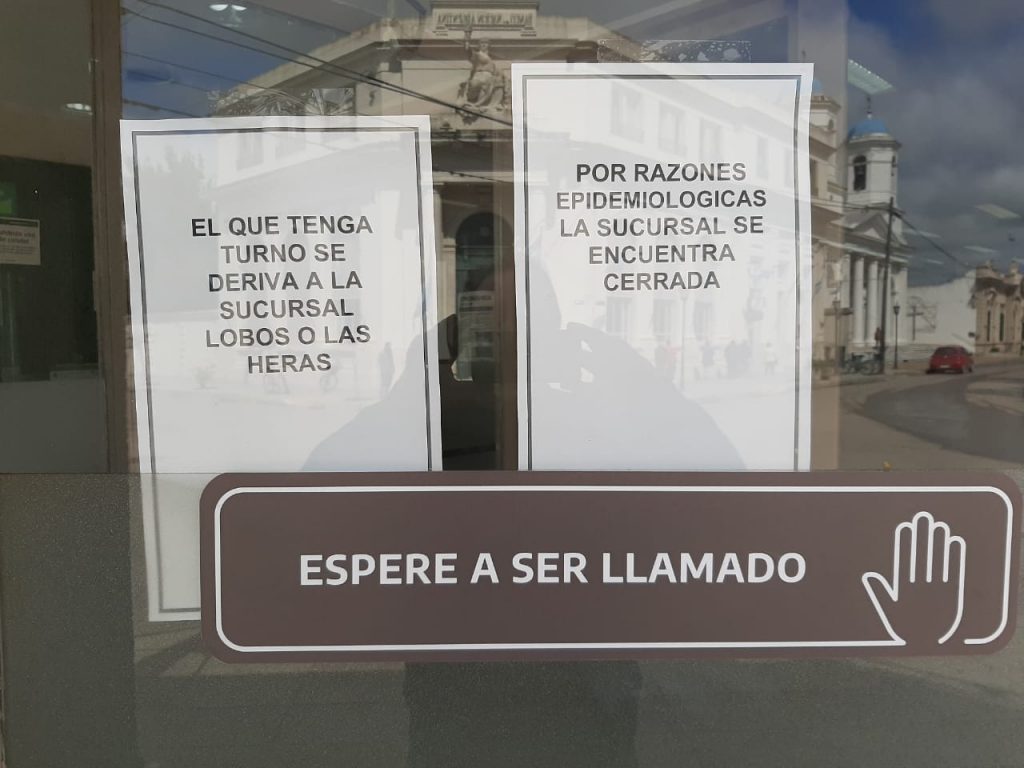 EL QUE TENGA
TURNO SE
DERIVA A LA
SUCURSAL
LOBOS O LAS
HERAS
POR RAZONES
EPIDEMIOLOGICAS
LA SUCURSAL SE
ENCUENTRA
CERRADA
ESPERE A SER LLAMADO